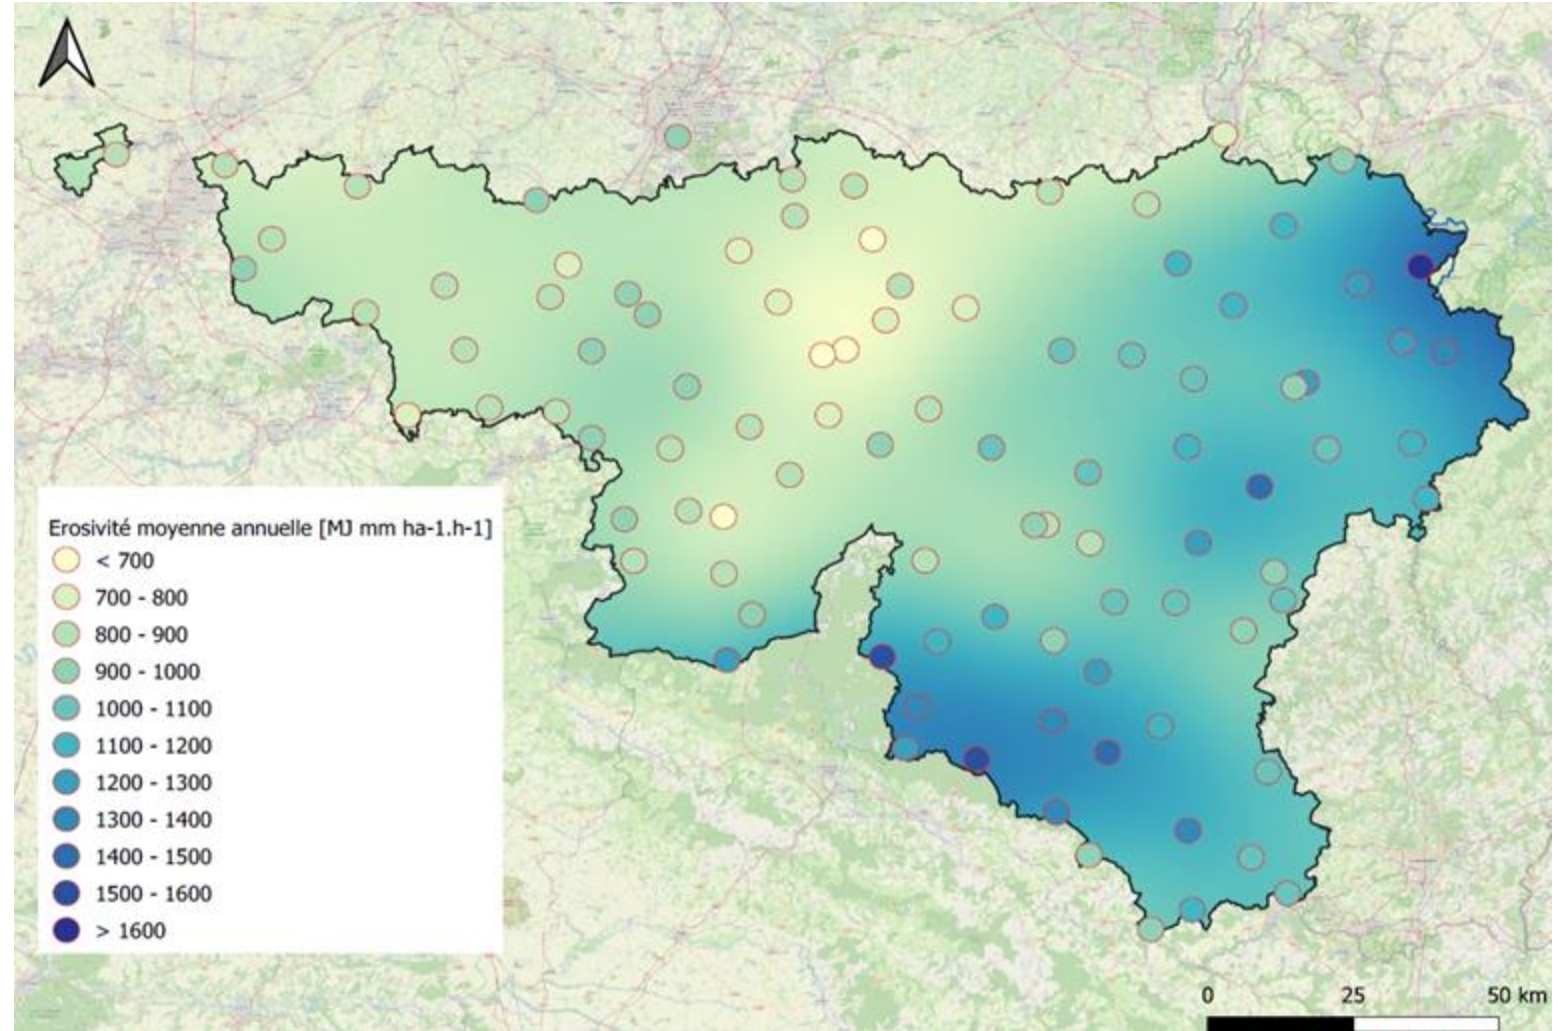 Erosivité moyenne annuelle [MJ mm ha-1.h-1]
< 700
700 - 800
800 - 900
900 - 1000
1000 - 1100
1100 - 1200
1200 - 1300
1300 - 1400
1400 - 1500
1500 - 1600
> 1600
0 25 50 km